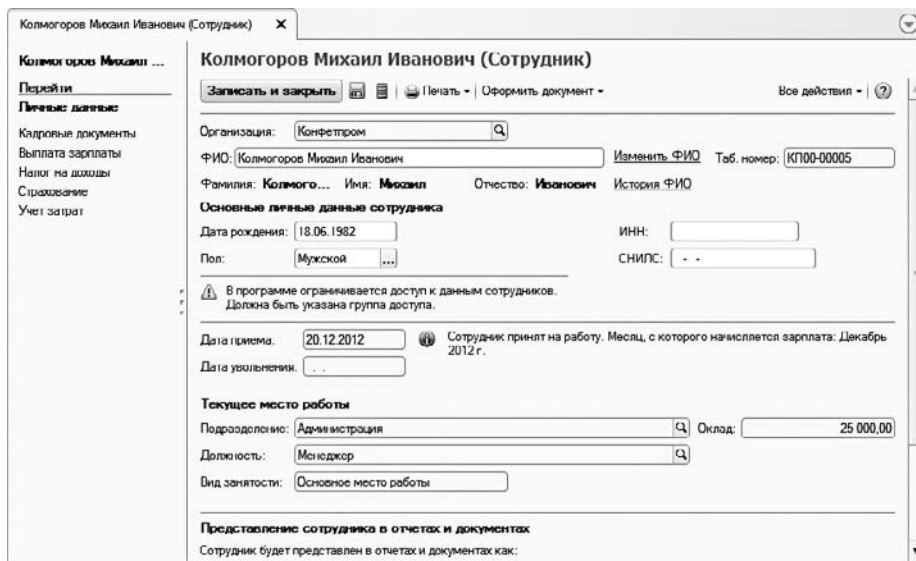 Колмогоров Михаил Иванович (Сотрудник) ×
Колмогоров Михаил ...
Перейти
Личные данные
Кадровые документы
Выплата зарплаты
Налог на доходы
Страхование
Учет затрат
Колмогоров Михаил Иванович (Сотрудник)
Записать и закрыть Печать Оформить документ Все действия ?
Организация: Конфетпром
ФИО: Колмогоров Михаил Иванович Изменить ФИО Таб. номер: КП00-00005
Фамилия: Колмого... Имя: Михаил Отчество: Иванович История ФИО
Основные личные данные сотрудника
Дата рождения: 18.06.1982 ИНН:
Пол: Мужской ... СНИЛС: - -
В программе ограничивается доступ к данным сотрудников.
Должна быть указана группа доступа.
Дата приема: 20.12.2012 Сотрудник принят на работу. Месяц, с которого начисляется зарплата: Декабрь
2012 г.
Дата увольнения: . .
Текущее место работы
Подразделение: Администрация Оклад: 25 000,00
Должность: Менеджер
Вид занятости: Основное место работы
Представление сотрудника в отчетах и документах
Сотрудник будет представлен в отчетах и документах как: